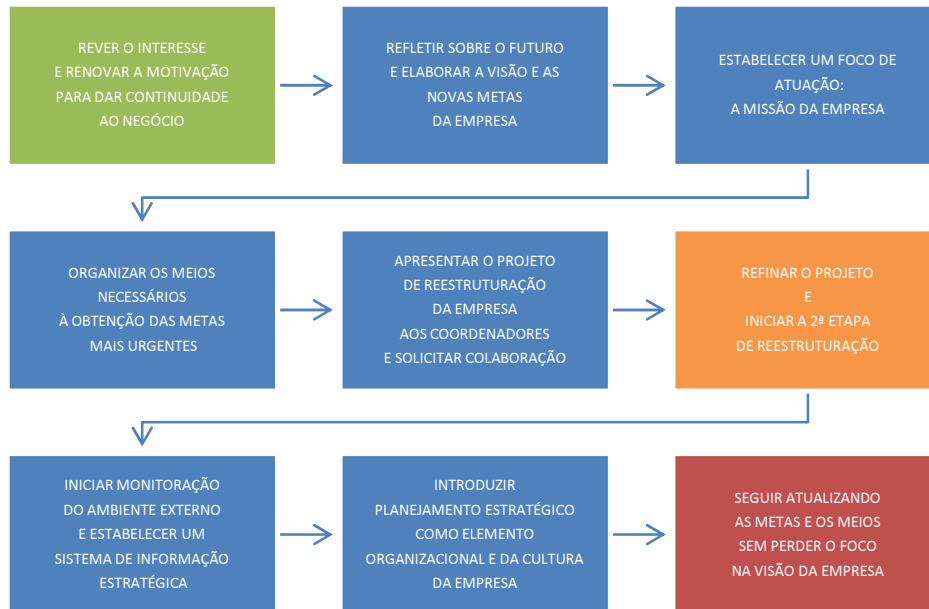 REVER O INTERESSE
E RENOVAR A MOTIVAÇÃO
PARA DAR CONTINUIDADE
AO NEGÓCIO
REFLETIR SOBRE O FUTURO
E ELABORAR A VISÃO E AS
NOVAS METAS
DA EMPRESA
ESTABELECER UM FOCO DE
ATUAÇÃO:
A MISSÃO DA EMPRESA
ORGANIZAR OS MEIOS
NECESSÁRIOS
À OBTENÇÃO DAS METAS
MAIS URGENTES
APRESENTAR O PROJETO
DE REESTRUTURAÇÃO
DA EMPRESA
AOS COORDENADORES
E SOLICITAR COLABORAÇÃO
REFINAR O PROJETO
E
INICIAR A 2ª ETAPA
DE REESTRUTURAÇÃO
INICIAR MONITORAÇÃO
DO AMBIENTE EXTERNO
E ESTABELECER UM
SISTEMA DE INFORMAÇÃO
ESTRATÉGICA
INTRODUZIR
PLANEJAMENTO ESTRATÉGICO
COMO ELEMENTO
ORGANIZACIONAL E DA CULTURA
DA EMPRESA
SEGUIR ATUALIZANDO
AS METAS E OS MEIOS
SEM PERDER O FOCO
NA VISÃO DA EMPRESA